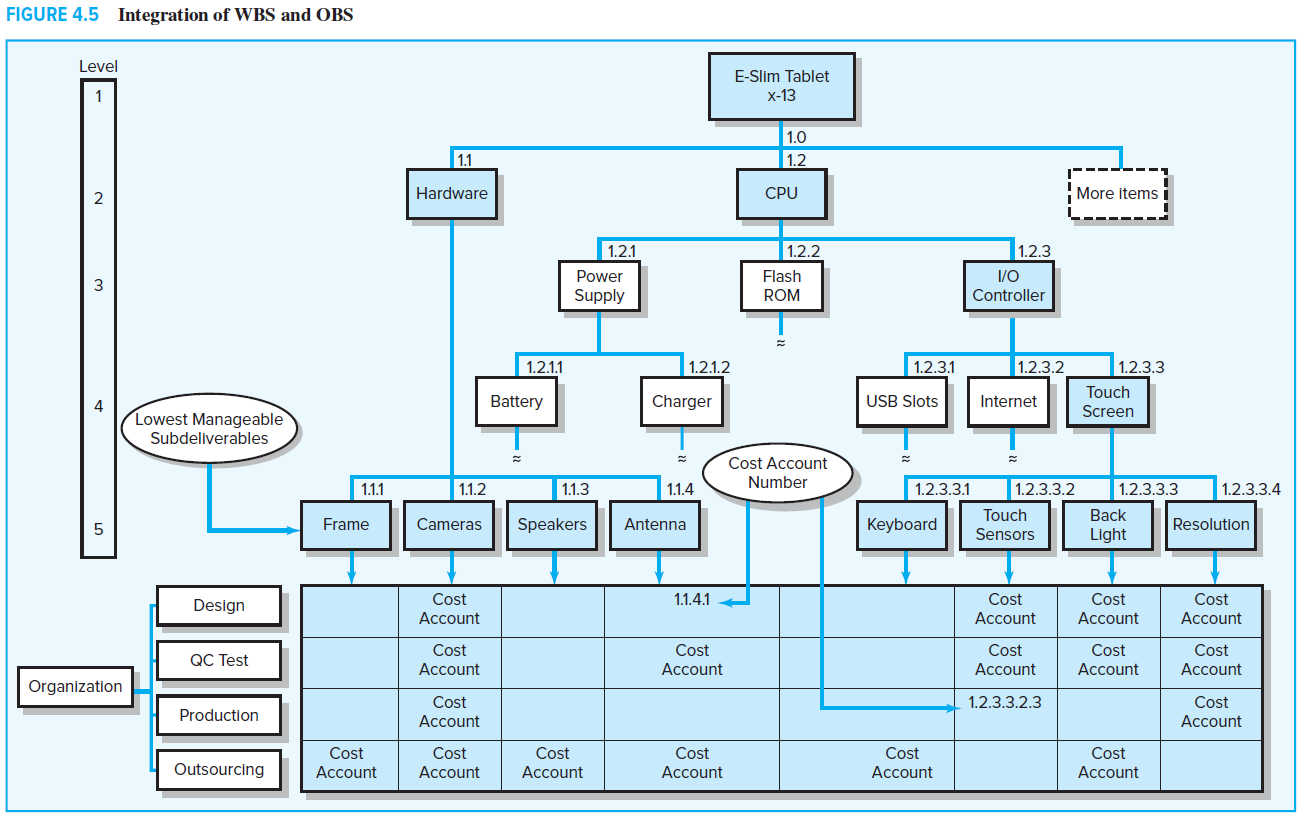 FIGURE 4.5 Integration of WBS and OBS
Level
1
2
3
4
5
E-Slim Tablet
x-13
1.0
1.1
1.2
Hardware
CPU
More items
1.2.1
1.2.2
1.2.3
Power
Supply
Flash
ROM
I/O
Controller
≈
1.2.1.1
1.2.1.2
1.2.3.1
1.2.3.2
1.2.3.3
Battery
Charger
USB Slots
Internet
Touch
Screen
≈
≈
≈
≈
Lowest Manageable
Subdeliverables
Cost Account
Number
1.1.1
1.1.2
1.1.3
1.1.4
1.2.3.3.1
1.2.3.3.2
1.2.3.3.3
1.2.3.3.4
Frame
Cameras
Speakers
Antenna
Keyboard
Touch
Sensors
Back
Light
Resolution
Organization
Design
Cost
Account
1.1.4.1
Cost
Account
Cost
Account
Cost
Account
QC Test
Cost
Account
Cost
Account
Cost
Account
Cost
Account
Cost
Account
Production
Cost
Account
1.2.3.3.2.3
Cost
Account
Outsourcing
Cost
Account
Cost
Account
Cost
Account
Cost
Account
Cost
Account
Cost
Account